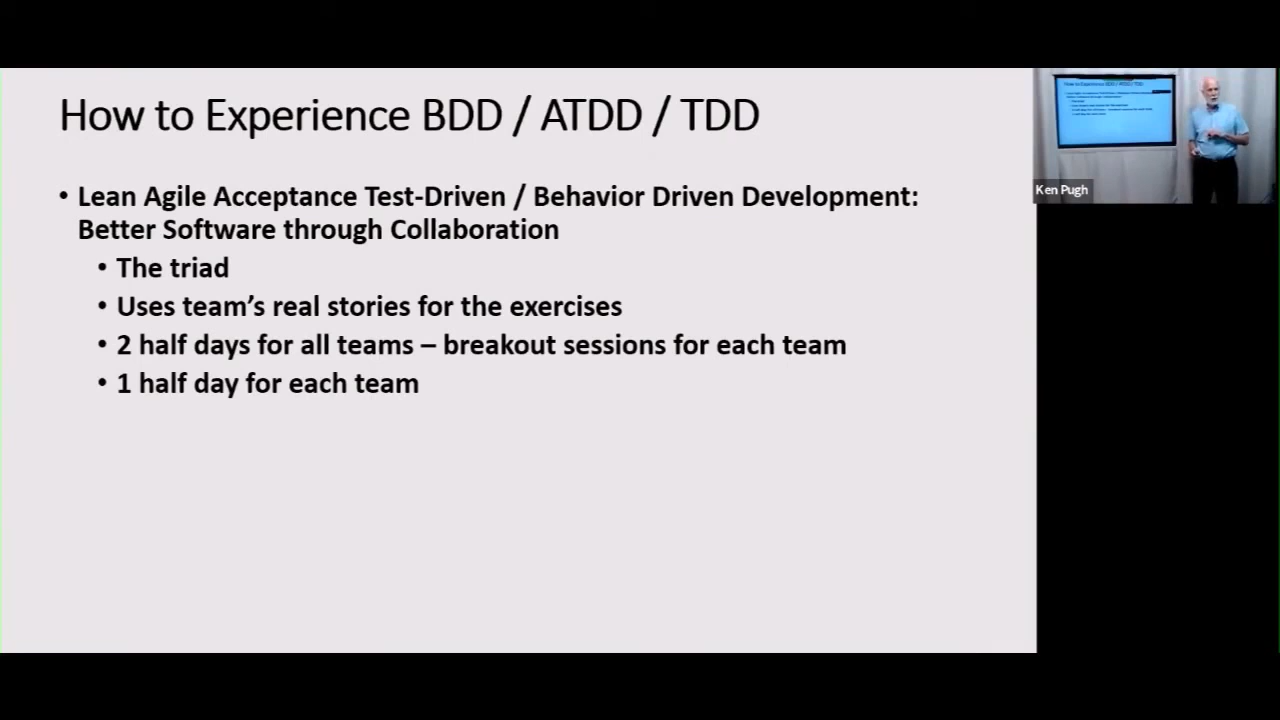 How to Experience BDD / ATDD / TDD
• Lean Agile Acceptance Test-Driven / Behavior Driven Development:
Better Software through Collaboration
• The triad
• Uses team's real stories for the exercises
• 2 half days for all teams – breakout sessions for each team
• 1 half day for each team
Ken Pugh